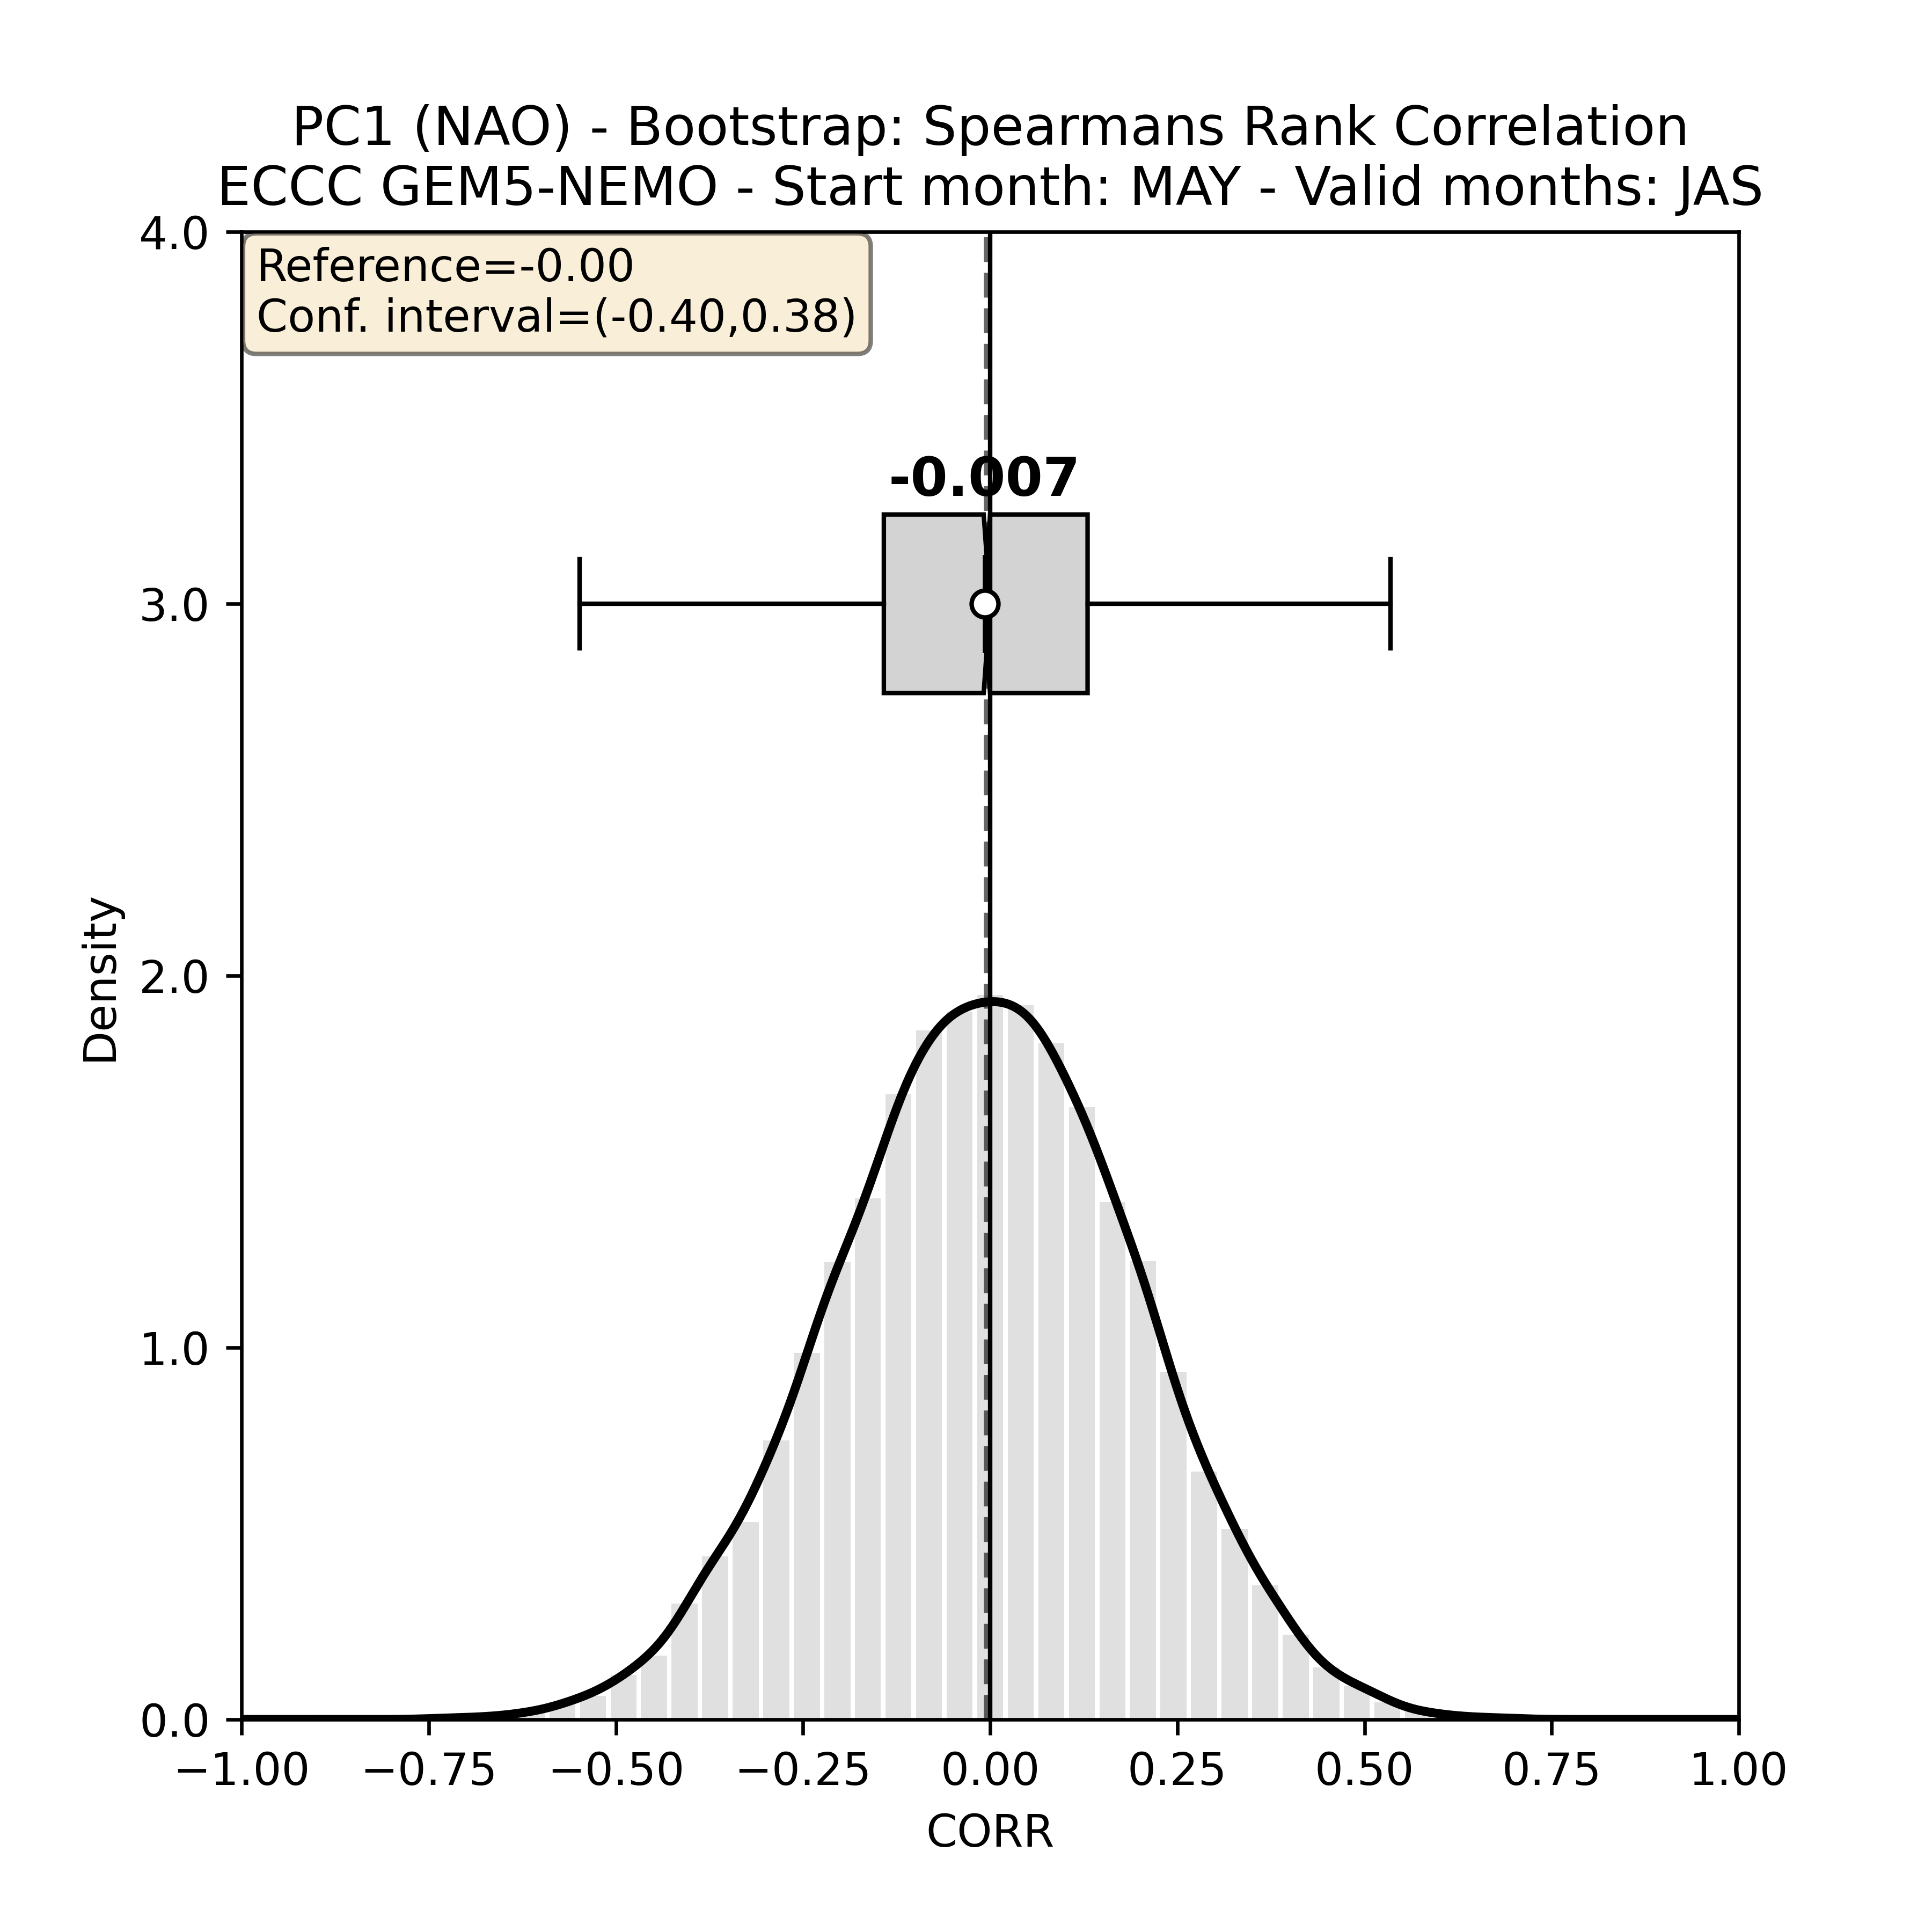 PC1 (NAO) - Bootstrap: Spearmans Rank Correlation
ECCC GEM5-NEMO - Start month: MAY - Valid months: JAS
Reference=-0.00
Conf. interval=(-0.40,0.38)
-0.007
4.0
3.0
2.0
1.0
0.0
Density
−1.00 −0.75 −0.50 −0.25 0.00 0.25 0.50 0.75 1.00
CORR